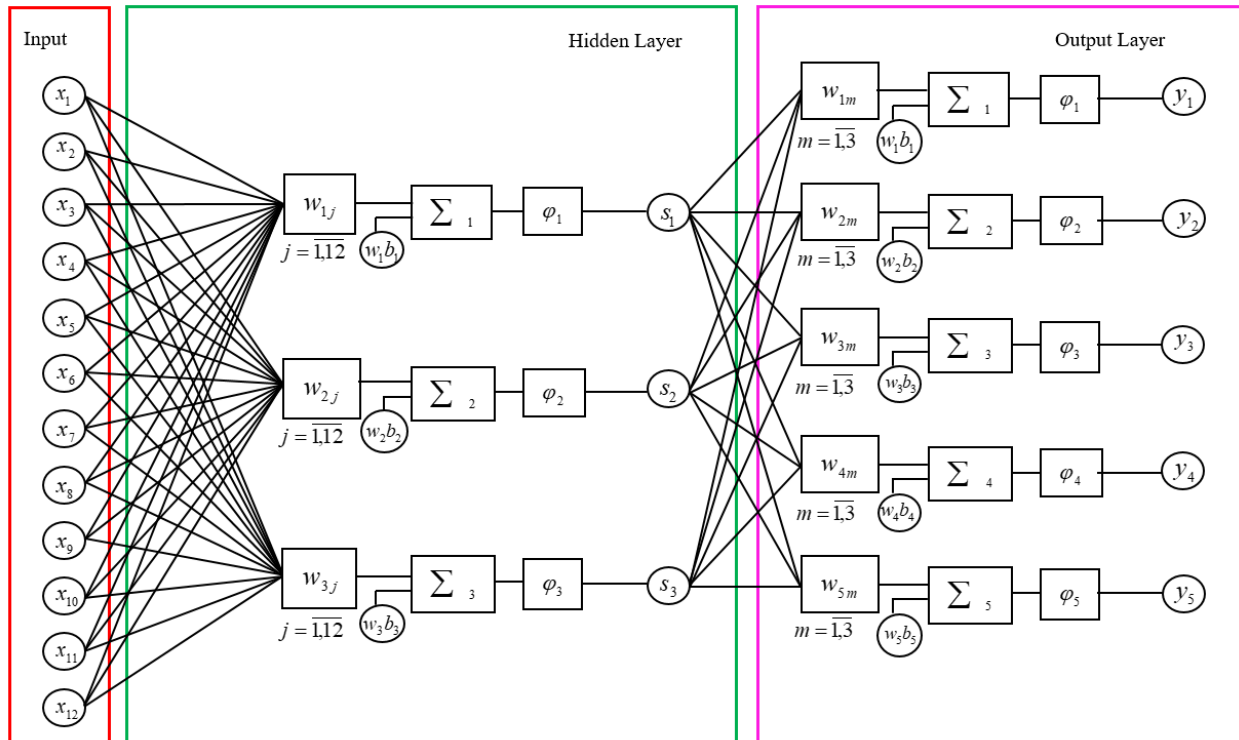 Input
x₁
x₂
x₃
x₄
x₅
x₆
x₇
x₈
x₉
x₁₀
x₁₁
x₁₂
Hidden Layer
w₁ⱼ
j = 1,12
w₁b₁
∑ ₁
φ₁
s₁
w₂ⱼ
j = 1,12
w₂b₂
∑ ₂
φ₂
s₂
w₃ⱼ
j = 1,12
w₃b₃
∑ ₃
φ₃
s₃
Output Layer
w₁ₘ
m = 1,3
w₁b₁
∑ ₁
φ₁
y₁
w₂ₘ
m = 1,3
w₂b₂
∑ ₂
φ₂
y₂
w₃ₘ
m = 1,3
w₃b₃
∑ ₃
φ₃
y₃
w₄ₘ
m = 1,3
w₄b₄
∑ ₄
φ₄
y₄
w₅ₘ
m = 1,3
w₅b₅
∑ ₅
φ₅
y₅